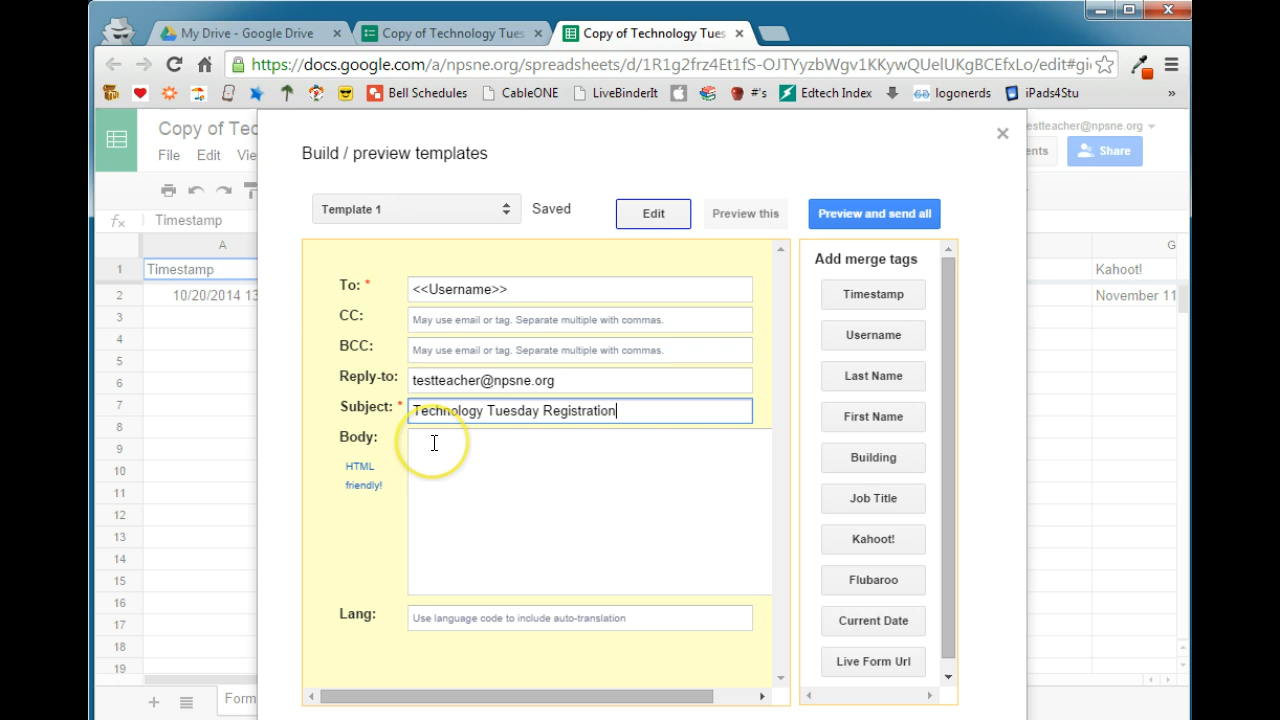 My Drive - Google Drive
Copy of Technology Tues
Copy of Technology Tues
https://docs.google.com/a/npsne.org/spreadsheets/d/1R1g2frz4Et1fS-OJTYyzbWgv1KKywQUeIUKgBCEfxLo/edit#gi
Bell Schedules
CableONE
LiveBinderIt
#'s
Edtech Index
logonerds
iPads4Stu
»
Copy of Tec
estteacher@npsne.org
File Edit Vie
ents
Share
Build / preview templates
Template 1
Saved
Edit
Preview this
Preview and send all
fx Timestamp
A
G
1 Timestamp
Kahoot!
2 10/20/2014 13
November 11
3
4
5
6
7
8
9
10
11
12
13
14
15
16
17
18
19
To: *
<<Username>>
CC:
May use email or tag. Separate multiple with commas.
BCC:
May use email or tag. Separate multiple with commas.
Reply-to:
testteacher@npsne.org
Subject: *
Technology Tuesday Registration
Body:
HTML
friendly!
Lang:
Use language code to include auto-translation
Add merge tags
Timestamp
Username
Last Name
First Name
Building
Job Title
Kahoot!
Flubaroo
Current Date
Live Form Url
Form